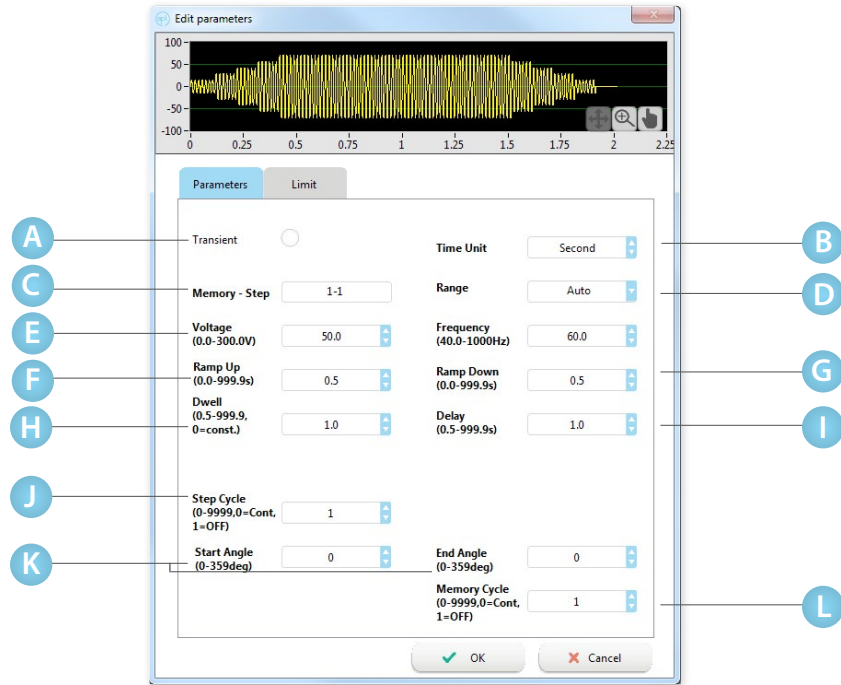 Edit parameters
100
50
0
-50
-100
0 0.25 0.5 0.75 1 1.25 1.5 1.75 2 2.25
Parameters Limit
A Transient
Time Unit Second B
C Memory - Step 1-1
Range Auto D
E Voltage
(0.0-300.0V) 50.0
Frequency
(40.0-1000Hz) 60.0
F Ramp Up
(0.0-999.9s) 0.5
Ramp Down
(0.0-999.9s) 0.5 G
H Dwell
(0.5-999.9,
0=const.) 1.0
Delay
(0.5-999.9s) 1.0 I
J Step Cycle
(0-9999,0=Cont,
1=OFF) 1
K Start Angle
(0-359deg) 0
End Angle
(0-359deg) 0
Memory Cycle
(0-9999,0=Cont,
1=OFF) 1 L
OK Cancel